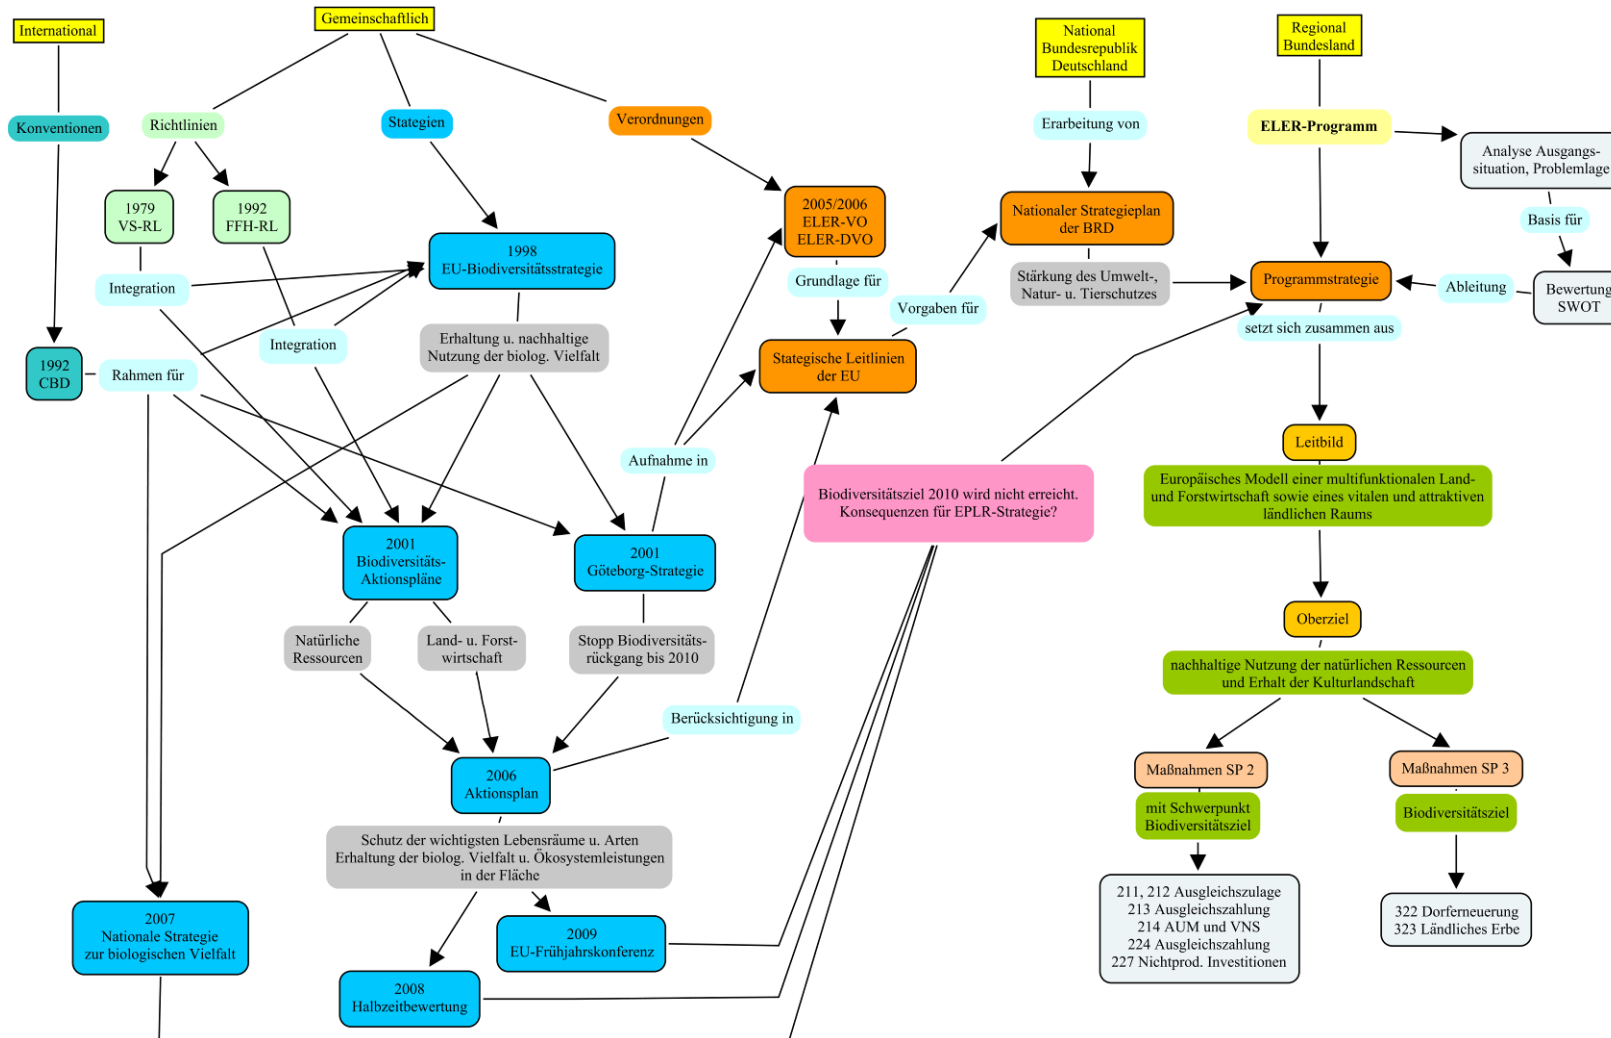 International
Gemeinschaftlich
National
Bundesrepublik
Deutschland
Regional
Bundesland
Konventionen
Richtlinien
Stategien
Verordnungen
Erarbeitung von
ELER-Programm
Analyse Ausgangs-
situation, Problemlage
1979
VS-RL
1992
FFH-RL
2005/2006
ELER-VO
ELER-DVO
Nationaler Strategieplan
der BRD
Basis für
1998
EU-Biodiversitätsstrategie
Integration
Grundlage für
Vorgaben für
Stärkung des Umwelt-,
Natur- u. Tierschutzes
Programmstrategie
Ableitung
Bewertung
SWOT
setzt sich zusammen aus
Integration
Erhaltung u. nachhaltige
Nutzung der biolog. Vielfalt
Stategische Leitlinien
der EU
1992
CBD
Rahmen für
Leitbild
Aufnahme in
Biodiversitätsziel 2010 wird nicht erreicht.
Konsequenzen für EPLR-Strategie?
Europäisches Modell einer multifunktionalen Land-
und Forstwirtschaft sowie eines vitalen und attraktiven
ländlichen Raums
2001
Biodiversitäts-
Aktionspläne
2001
Göteborg-Strategie
Oberziel
Natürliche
Ressourcen
Land- u. Forst-
wirtschaft
Stopp Biodiversitäts-
rückgang bis 2010
nachhaltige Nutzung der natürlichen Ressourcen
und Erhalt der Kulturlandschaft
Berücksichtigung in
2006
Aktionsplan
Maßnahmen SP 2
Maßnahmen SP 3
mit Schwerpunkt
Biodiversitätsziel
Biodiversitätsziel
Schutz der wichtigsten Lebensräume u. Arten
Erhaltung der biolog. Vielfalt u. Ökosystemleistungen
in der Fläche
211, 212 Ausgleichszulage
213 Ausgleichszahlung
214 AUM und VNS
224 Ausgleichszahlung
227 Nichtprod. Investitionen
322 Dorferneuerung
323 Ländliches Erbe
2007
Nationale Strategie
zur biologischen Vielfalt
2009
EU-Frühjahrskonferenz
2008
Halbzeitbewertung